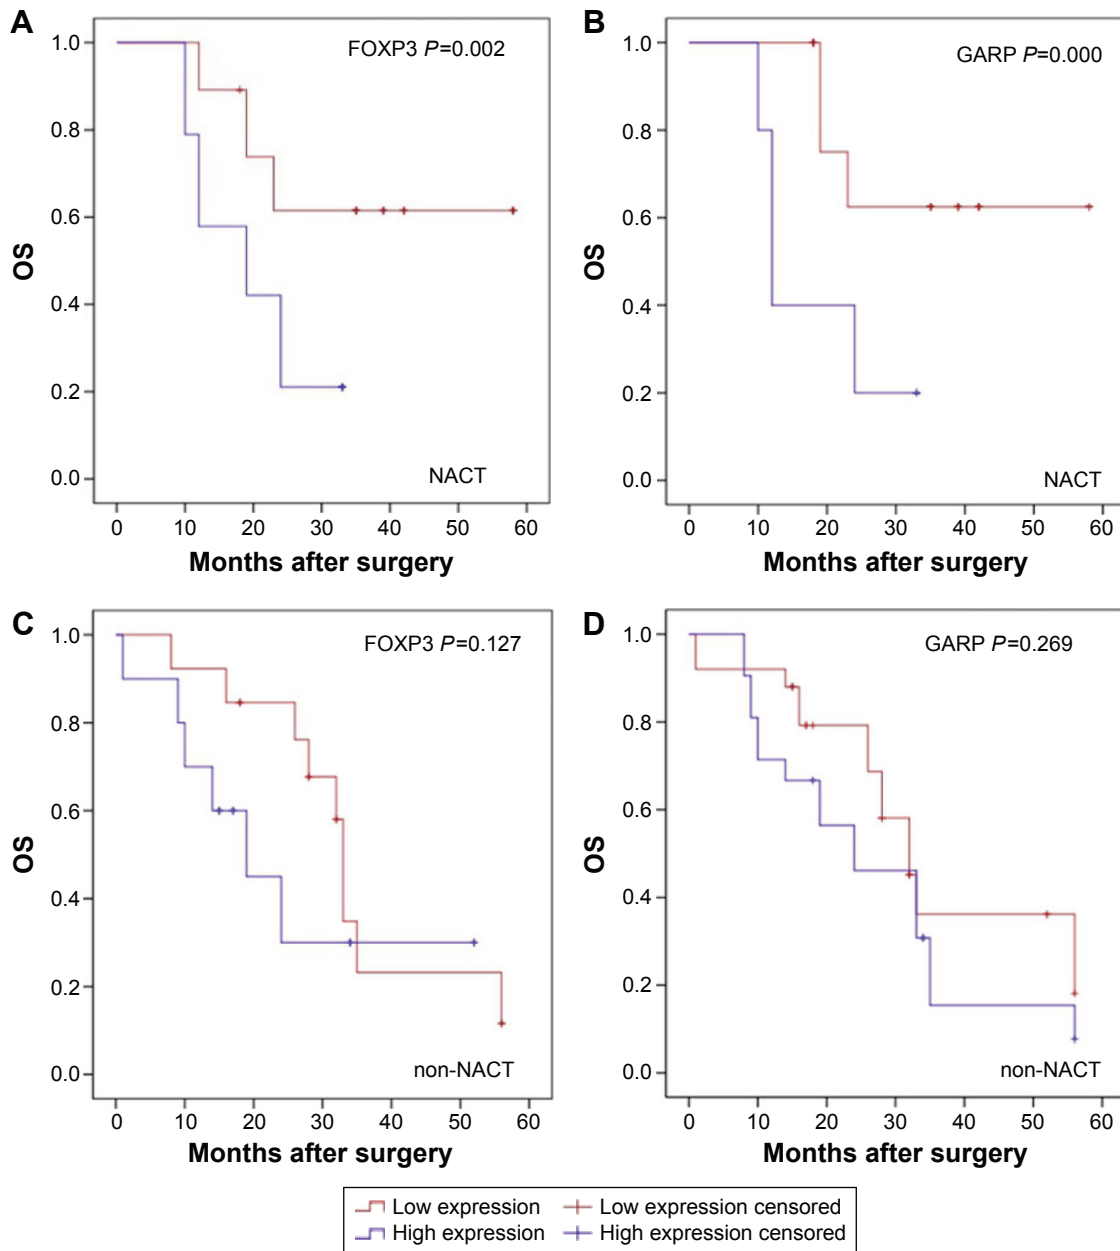 A
FOXP3 P=0.002
1.0
0.8
0.6
0.4
0.2
0.0
OS
NACT
0 10 20 30 40 50 60
Months after surgery
B
GARP P=0.000
1.0
0.8
0.6
0.4
0.2
0.0
OS
NACT
0 10 20 30 40 50 60
Months after surgery
C
FOXP3 P=0.127
1.0
0.8
0.6
0.4
0.2
0.0
OS
non-NACT
0 10 20 30 40 50 60
Months after surgery
D
GARP P=0.269
1.0
0.8
0.6
0.4
0.2
0.0
OS
non-NACT
0 10 20 30 40 50 60
Months after surgery
Low expression Low expression censored
High expression High expression censored